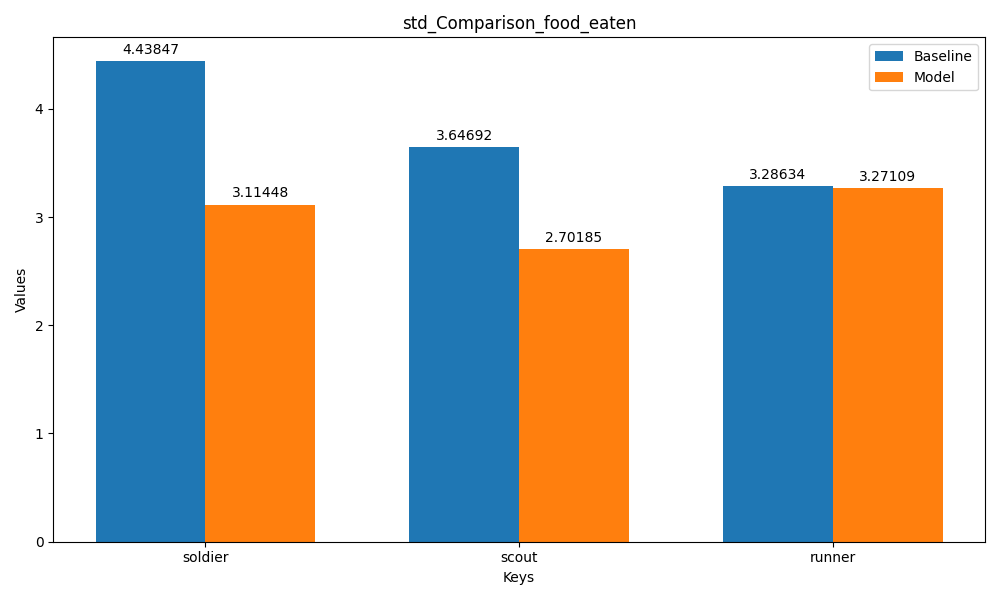 std_Comparison_food_eaten
Baseline
Model
4.43847
3.11448
3.64692
2.70185
3.28634
3.27109
Values
4
3
2
1
0
soldier
scout
runner
Keys